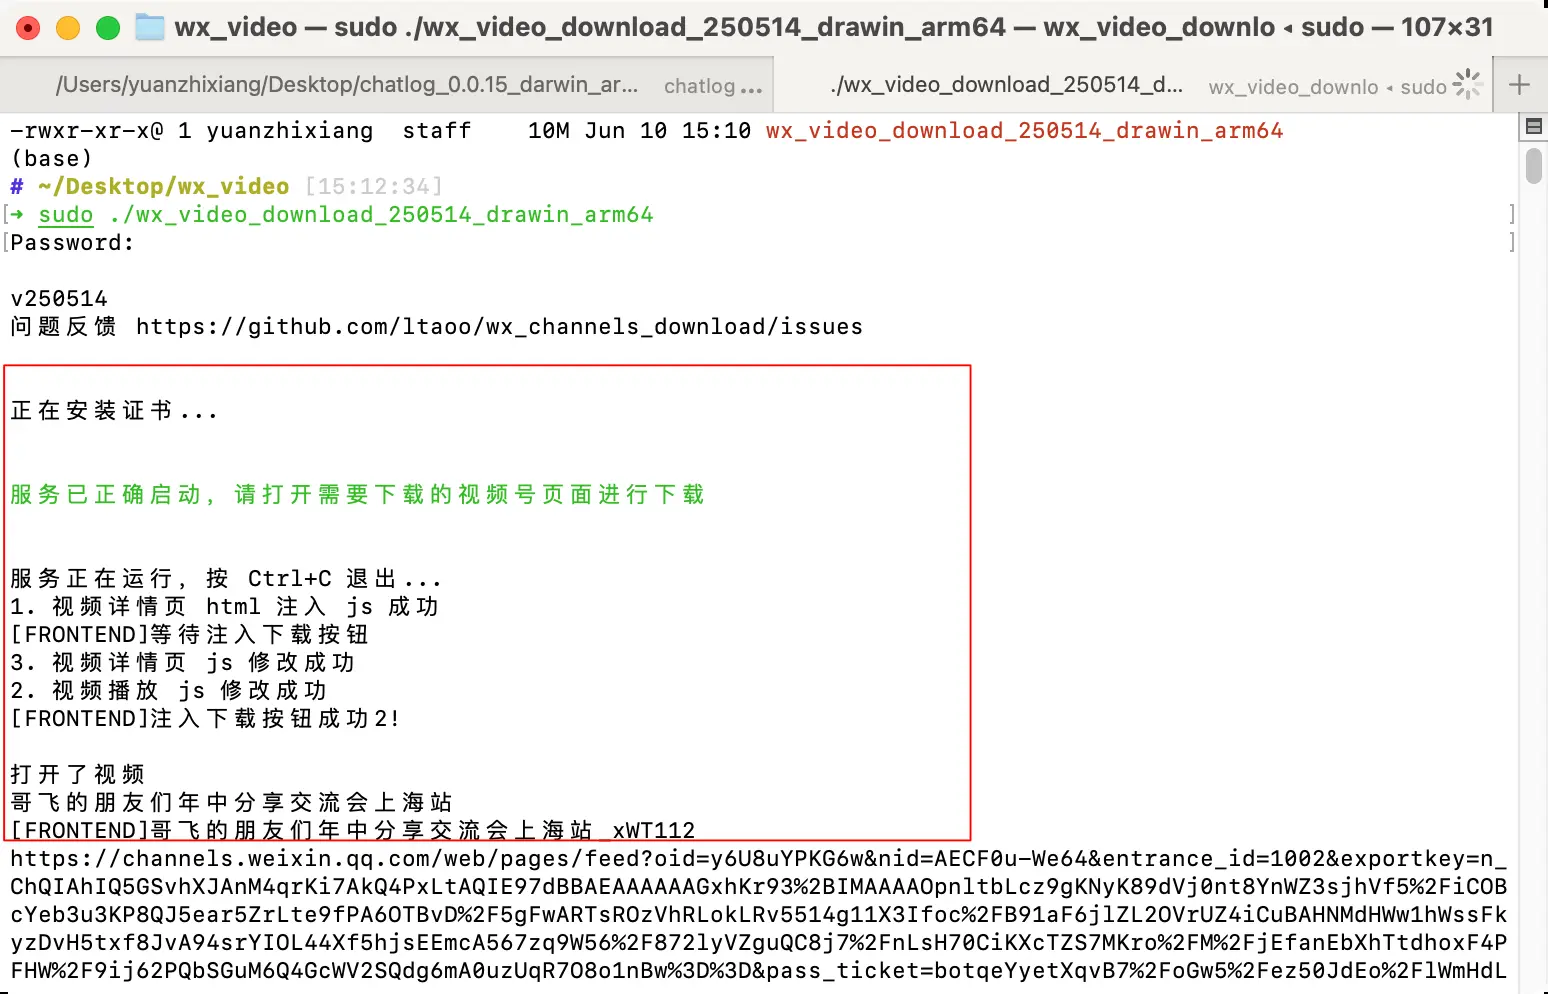 wx_video — sudo ./wx_video_download_250514_drawin_arm64 — wx_video_downlo ◂ sudo — 107×31
/Users/yuanzhixiang/Desktop/chatlog_0.0.15_darwin_ar... chatlog ... ./wx_video_download_250514_d... wx_video_downlo ◂ sudo +
-rwxr-xr-x@ 1 yuanzhixiang staff 10M Jun 10 15:10 wx_video_download_250514_drawin_arm64
(base)
# ~/Desktop/wx_video [15:12:34]
[➜ sudo ./wx_video_download_250514_drawin_arm64 ]
[Password: ]
v250514
问题反馈 https://github.com/ltaoo/wx_channels_download/issues
正在安装证书...
服务已正确启动，请打开需要下载的视频号页面进行下载
服务正在运行，按 Ctrl+C 退出...
1. 视频详情页 html 注入 js 成功
[FRONTEND]等待注入下载按钮
3. 视频详情页 js 修改成功
2. 视频播放 js 修改成功
[FRONTEND]注入下载按钮成功2!
打开了视频
哥飞的朋友们年中分享交流会上海站
[FRONTEND]哥飞的朋友们年中分享交流会上海站_xWT112
https://channels.weixin.qq.com/web/pages/feed?oid=y6U8uYPKG6w&nid=AECF0u-We64&entrance_id=1002&exportkey=n_
ChQIAhIQ5GSvhXJAnM4qrKi7AkQ4PxLtAQIE97dBBAEAAAAAAGxhKr93%2BIMAAAAOpnltbLcz9gKNyK89dVj0nt8YnWZ3sjhVf5%2FiCOB
cYeb3u3KP8QJ5ear5ZrLte9fPA6OTBvD%2F5gFwARTsROzVhRLokLRv5514g11X3Ifoc%2FB91aF6jlZL2OVrUZ4iCuBAHNMdHWw1hWssFk
yzDvH5txf8JvA94srYIOL44Xf5hjsEEmcA567zq9W56%2F872lyVZguQC8j7%2FnLsH70CiKXcTZS7MKro%2FM%2FjEfanEbXhTtdhoxF4P
FHW%2F9ij62PQbSGuM6Q4GcWV2SQdg6mA0uzUqR7O8o1nBw%3D%3D&pass_ticket=botqeYyetXqvB7%2FoGw5%2Fez50JdEo%2FlWmHdL